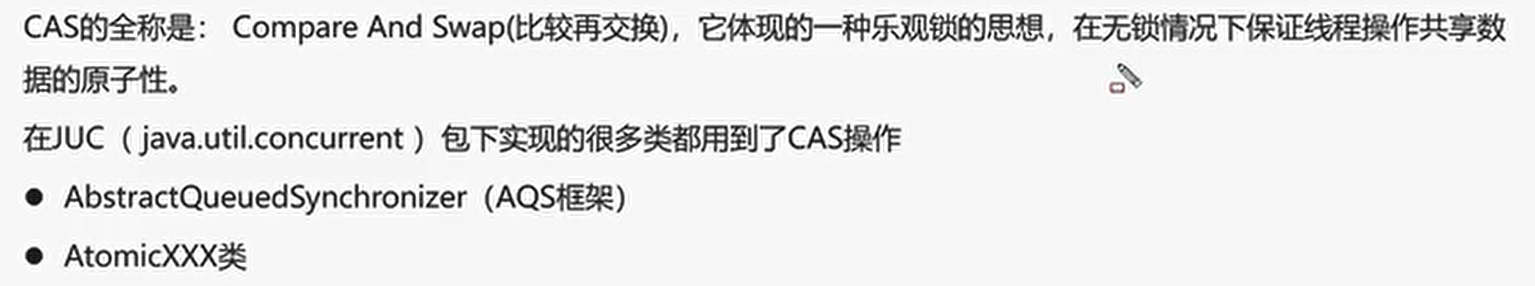 CAS的全称是： Compare And Swap(比较再交换)，它体现的一种乐观锁的思想，在无锁情况下保证线程操作共享数
据的原子性。
在JUC（ java.util.concurrent ）包下实现的很多类都用到了CAS操作
● AbstractQueuedSynchronizer（AQS框架）
● AtomicXXX类